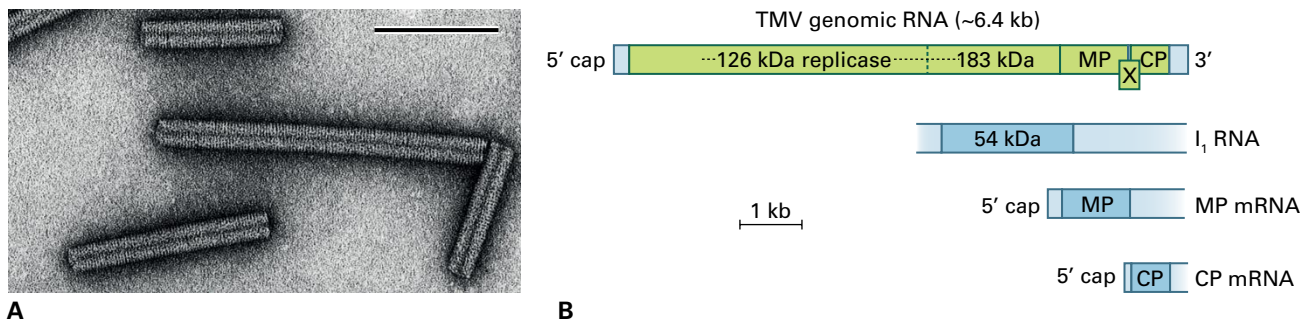 TMV genomic RNA (~6.4 kb)
5′ cap 126 kDa replicase 183 kDa MP CP 3′
X
54 kDa I₁ RNA
5′ cap MP MP mRNA
1 kb
5′ cap CP CP mRNA
A B